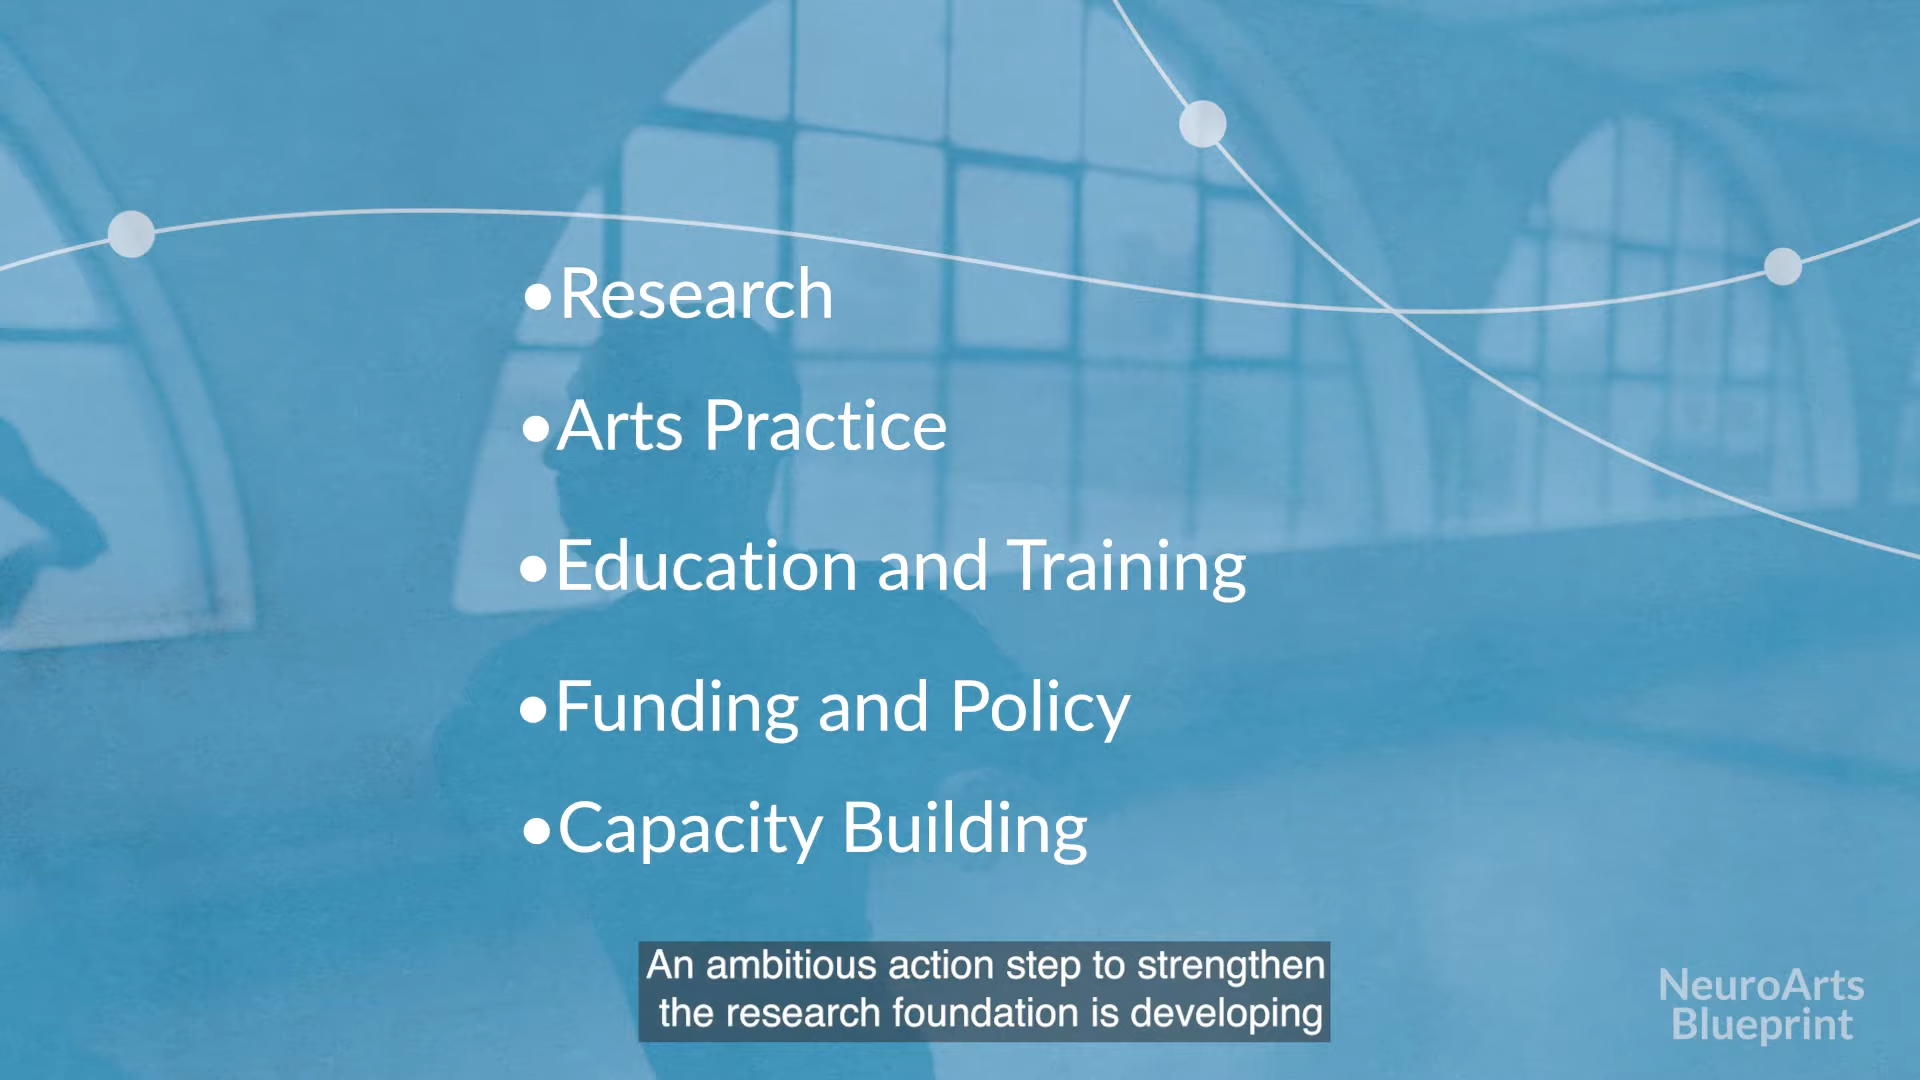 •Research
•Arts Practice
•Education and Training
•Funding and Policy
•Capacity Building
An ambitious action step to strengthen
the research foundation is developing
NeuroArts
Blueprint